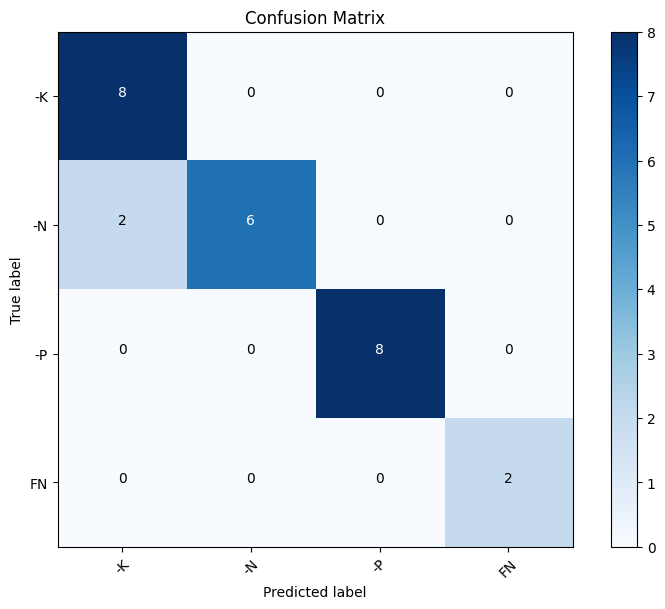 Confusion Matrix
True label
-K
8 0 0 0
-N
2 6 0 0
-P
0 0 8 0
FN
0 0 0 2
-K -N -P FN
Predicted label
8
7
6
5
4
3
2
1
0